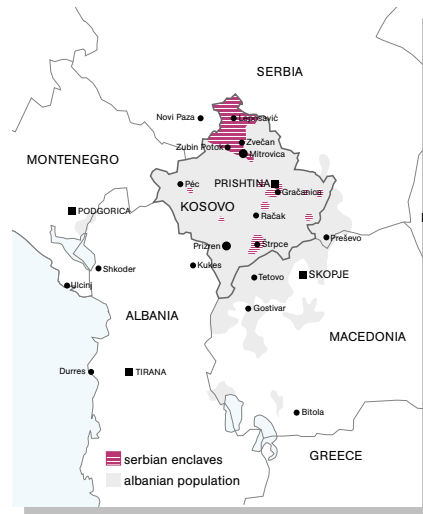 SERBIA
Novi Paza
Leposavić
Zvečan
Zubin Potok
Mitrovica
MONTENEGRO
PRISHTINA
Péc
Gračanica
KOSOVO
PODGORICA
Račak
Preševo
Prizren
Štrpce
Kukes
Shkoder
SKOPJE
Tetovo
Ulcinj
Gostivar
ALBANIA
MACEDONIA
Durres
TIRANA
Bitola
GREECE
serbian enclaves
albanian population